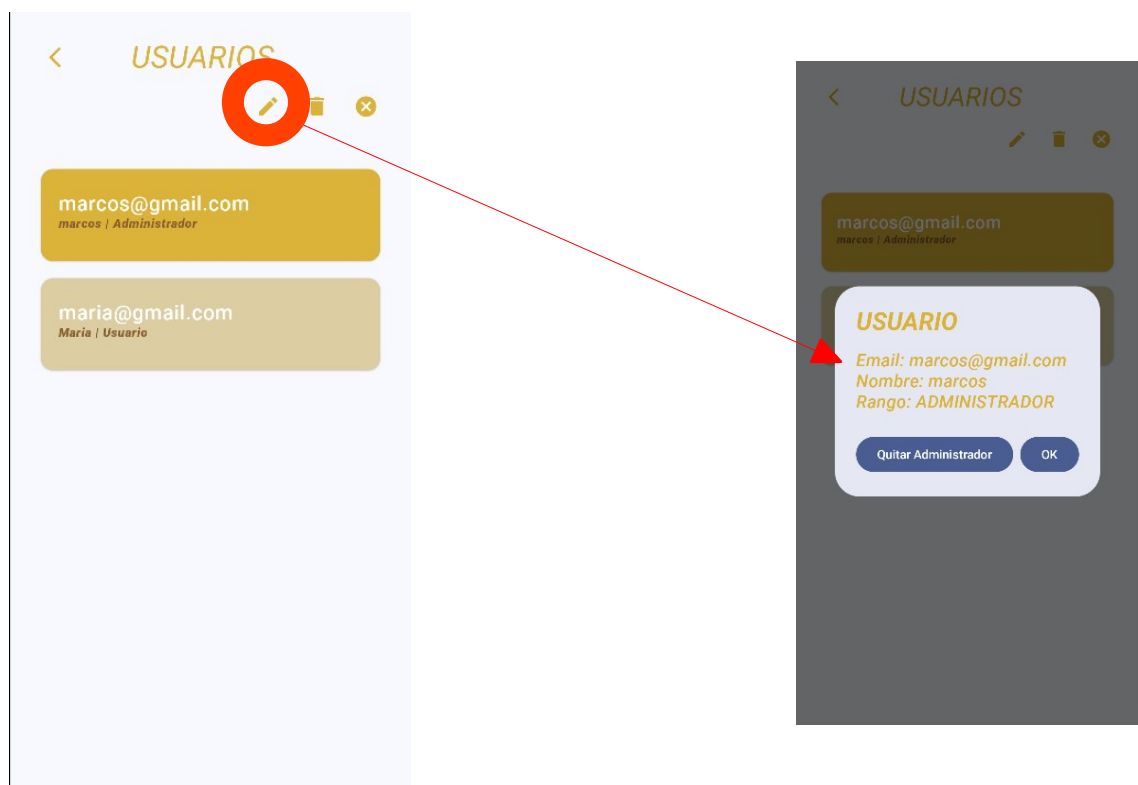 USUARIOS
marcos@gmail.com
marcos | Administrador
maria@gmail.com
Maria | Usuario
USUARIOS
marcos@gmail.com
marcos | Administrador
USUARIO
Email: marcos@gmail.com
Nombre: marcos
Rango: ADMINISTRADOR
Quitar Administrador
OK